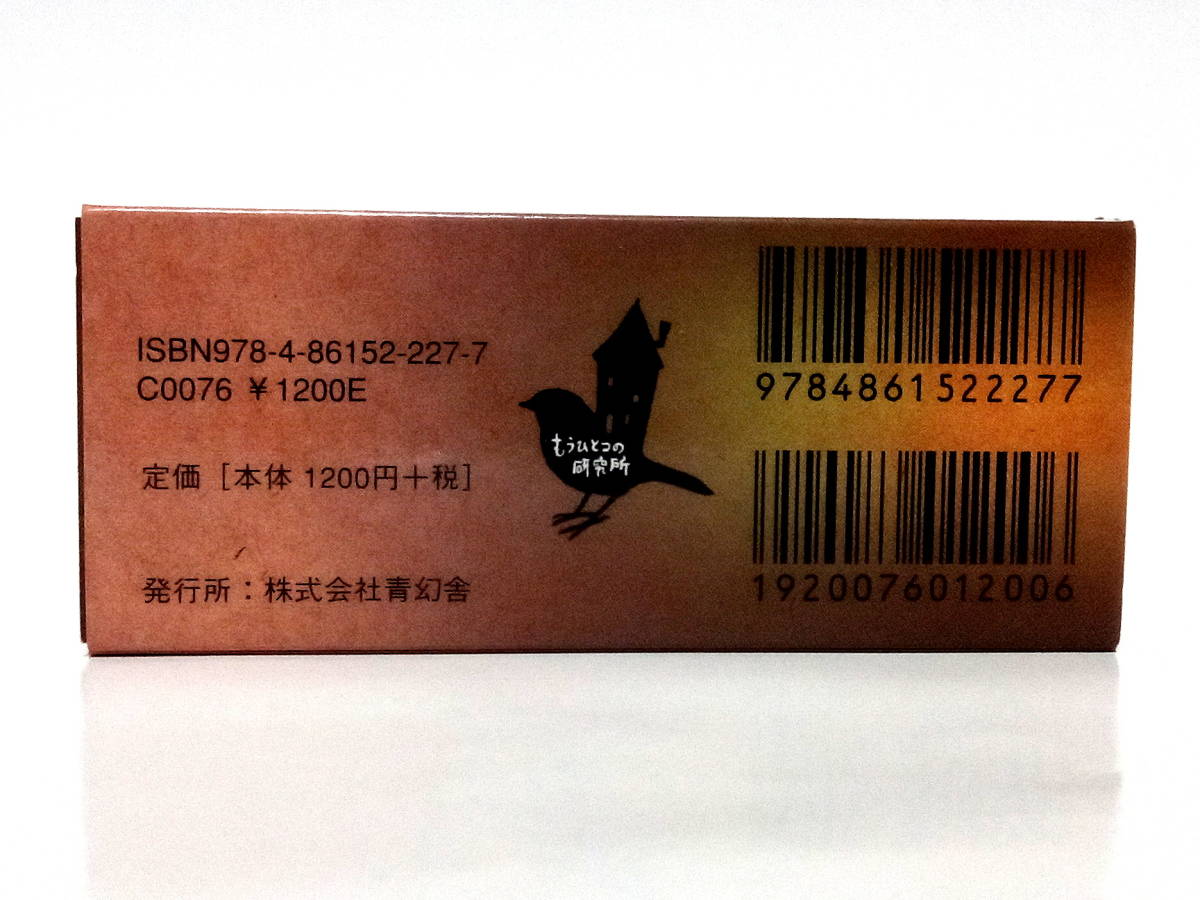 ISBN978-4-86152-227-7
C0076 ¥1200E
定価［本体 1200円＋税］
発行所：株式会社青幻舎
もうひとつの
研究所
9784861522277
1920076012006